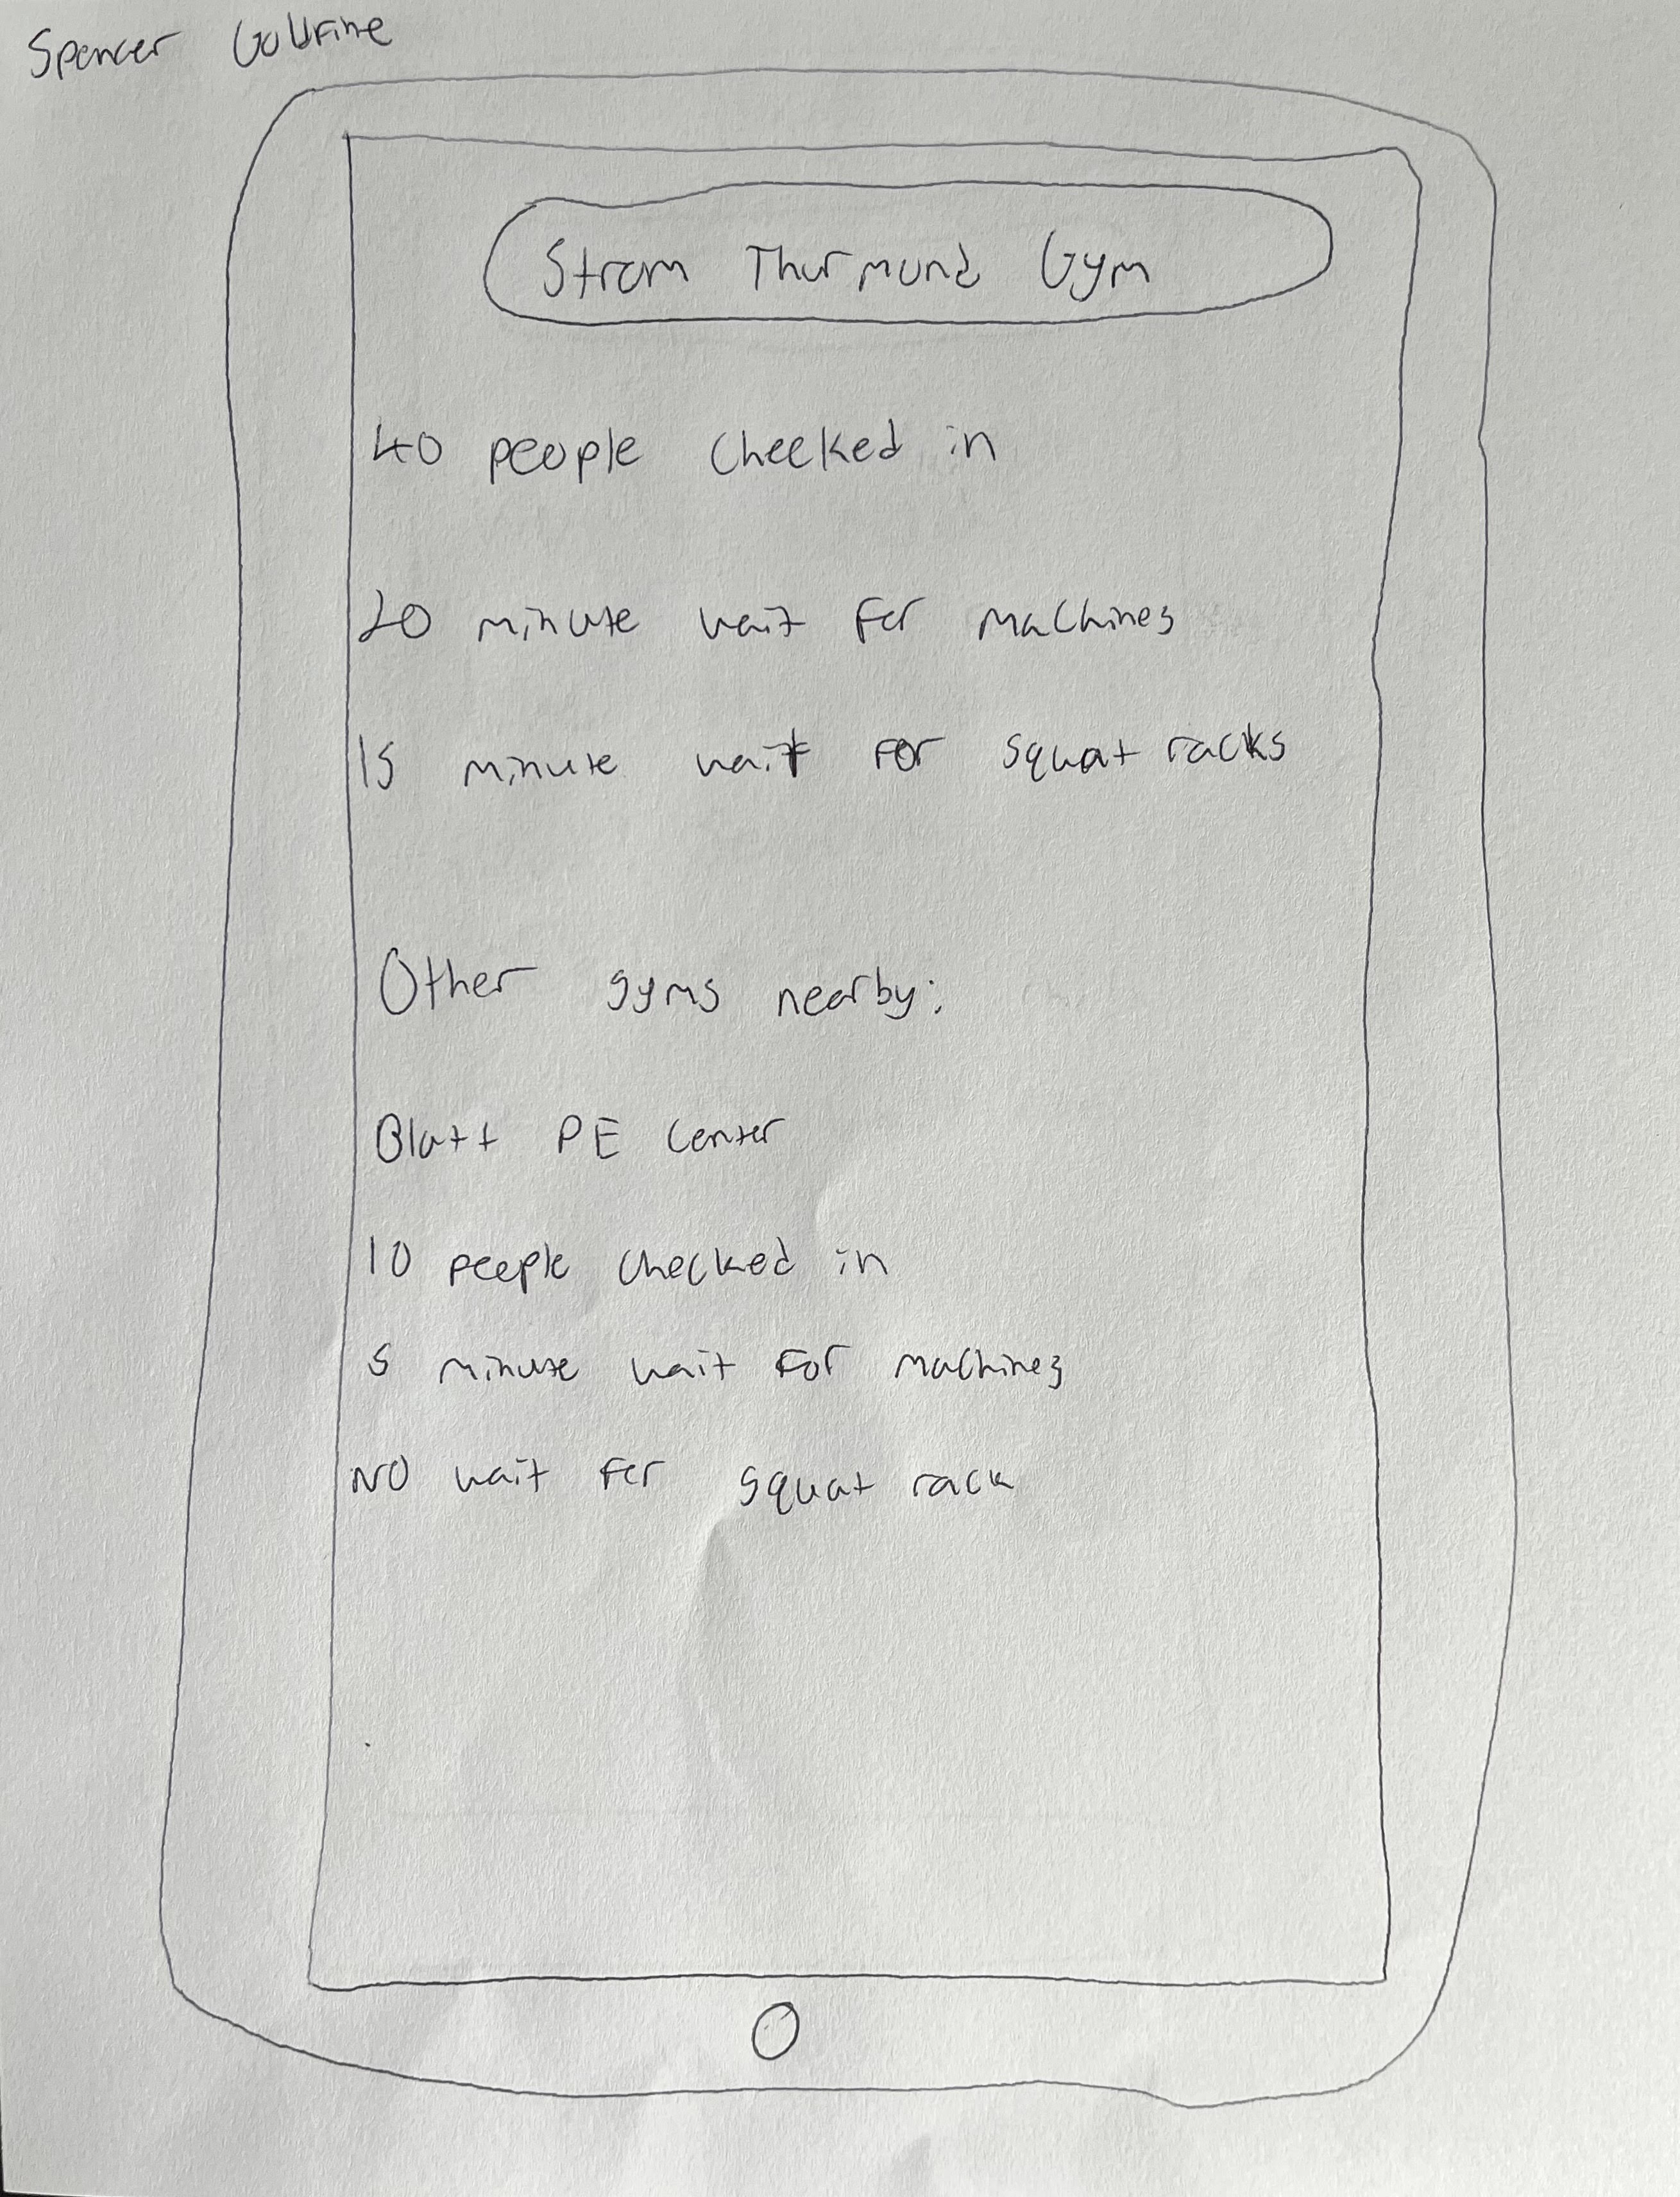 Spencer Goldfine
Strom Thurmond Gym
40 people checked in
20 minute wait for machines
15 minute wait for squat racks
Other gyms nearby:
Blatt PE Center
10 people checked in
5 minute wait for machines
NO wait for squat rack